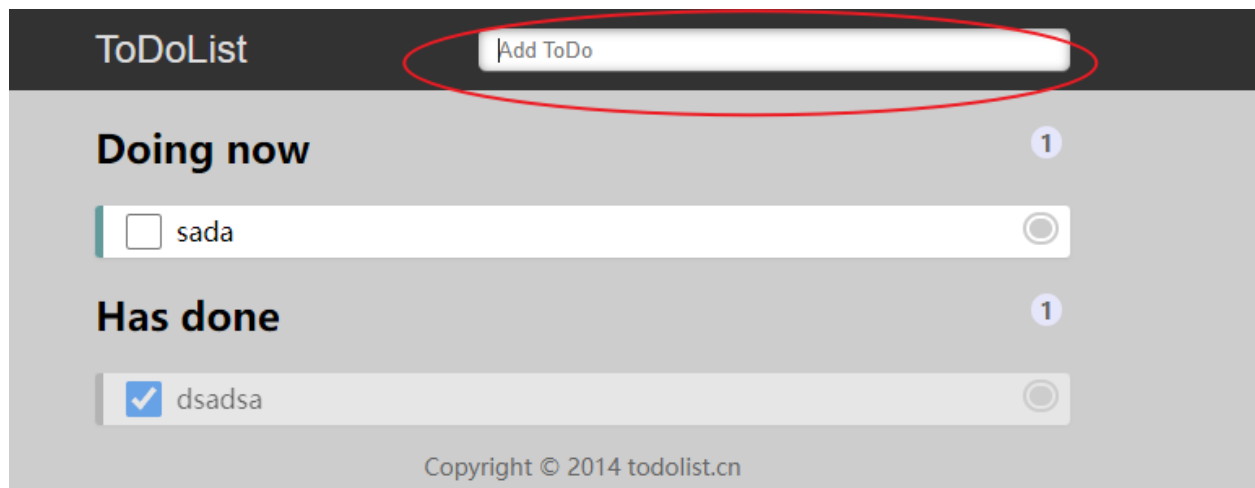 ToDoList
Add ToDo
Doing now 1
sada
Has done 1
dsadsa
Copyright © 2014 todolist.cn